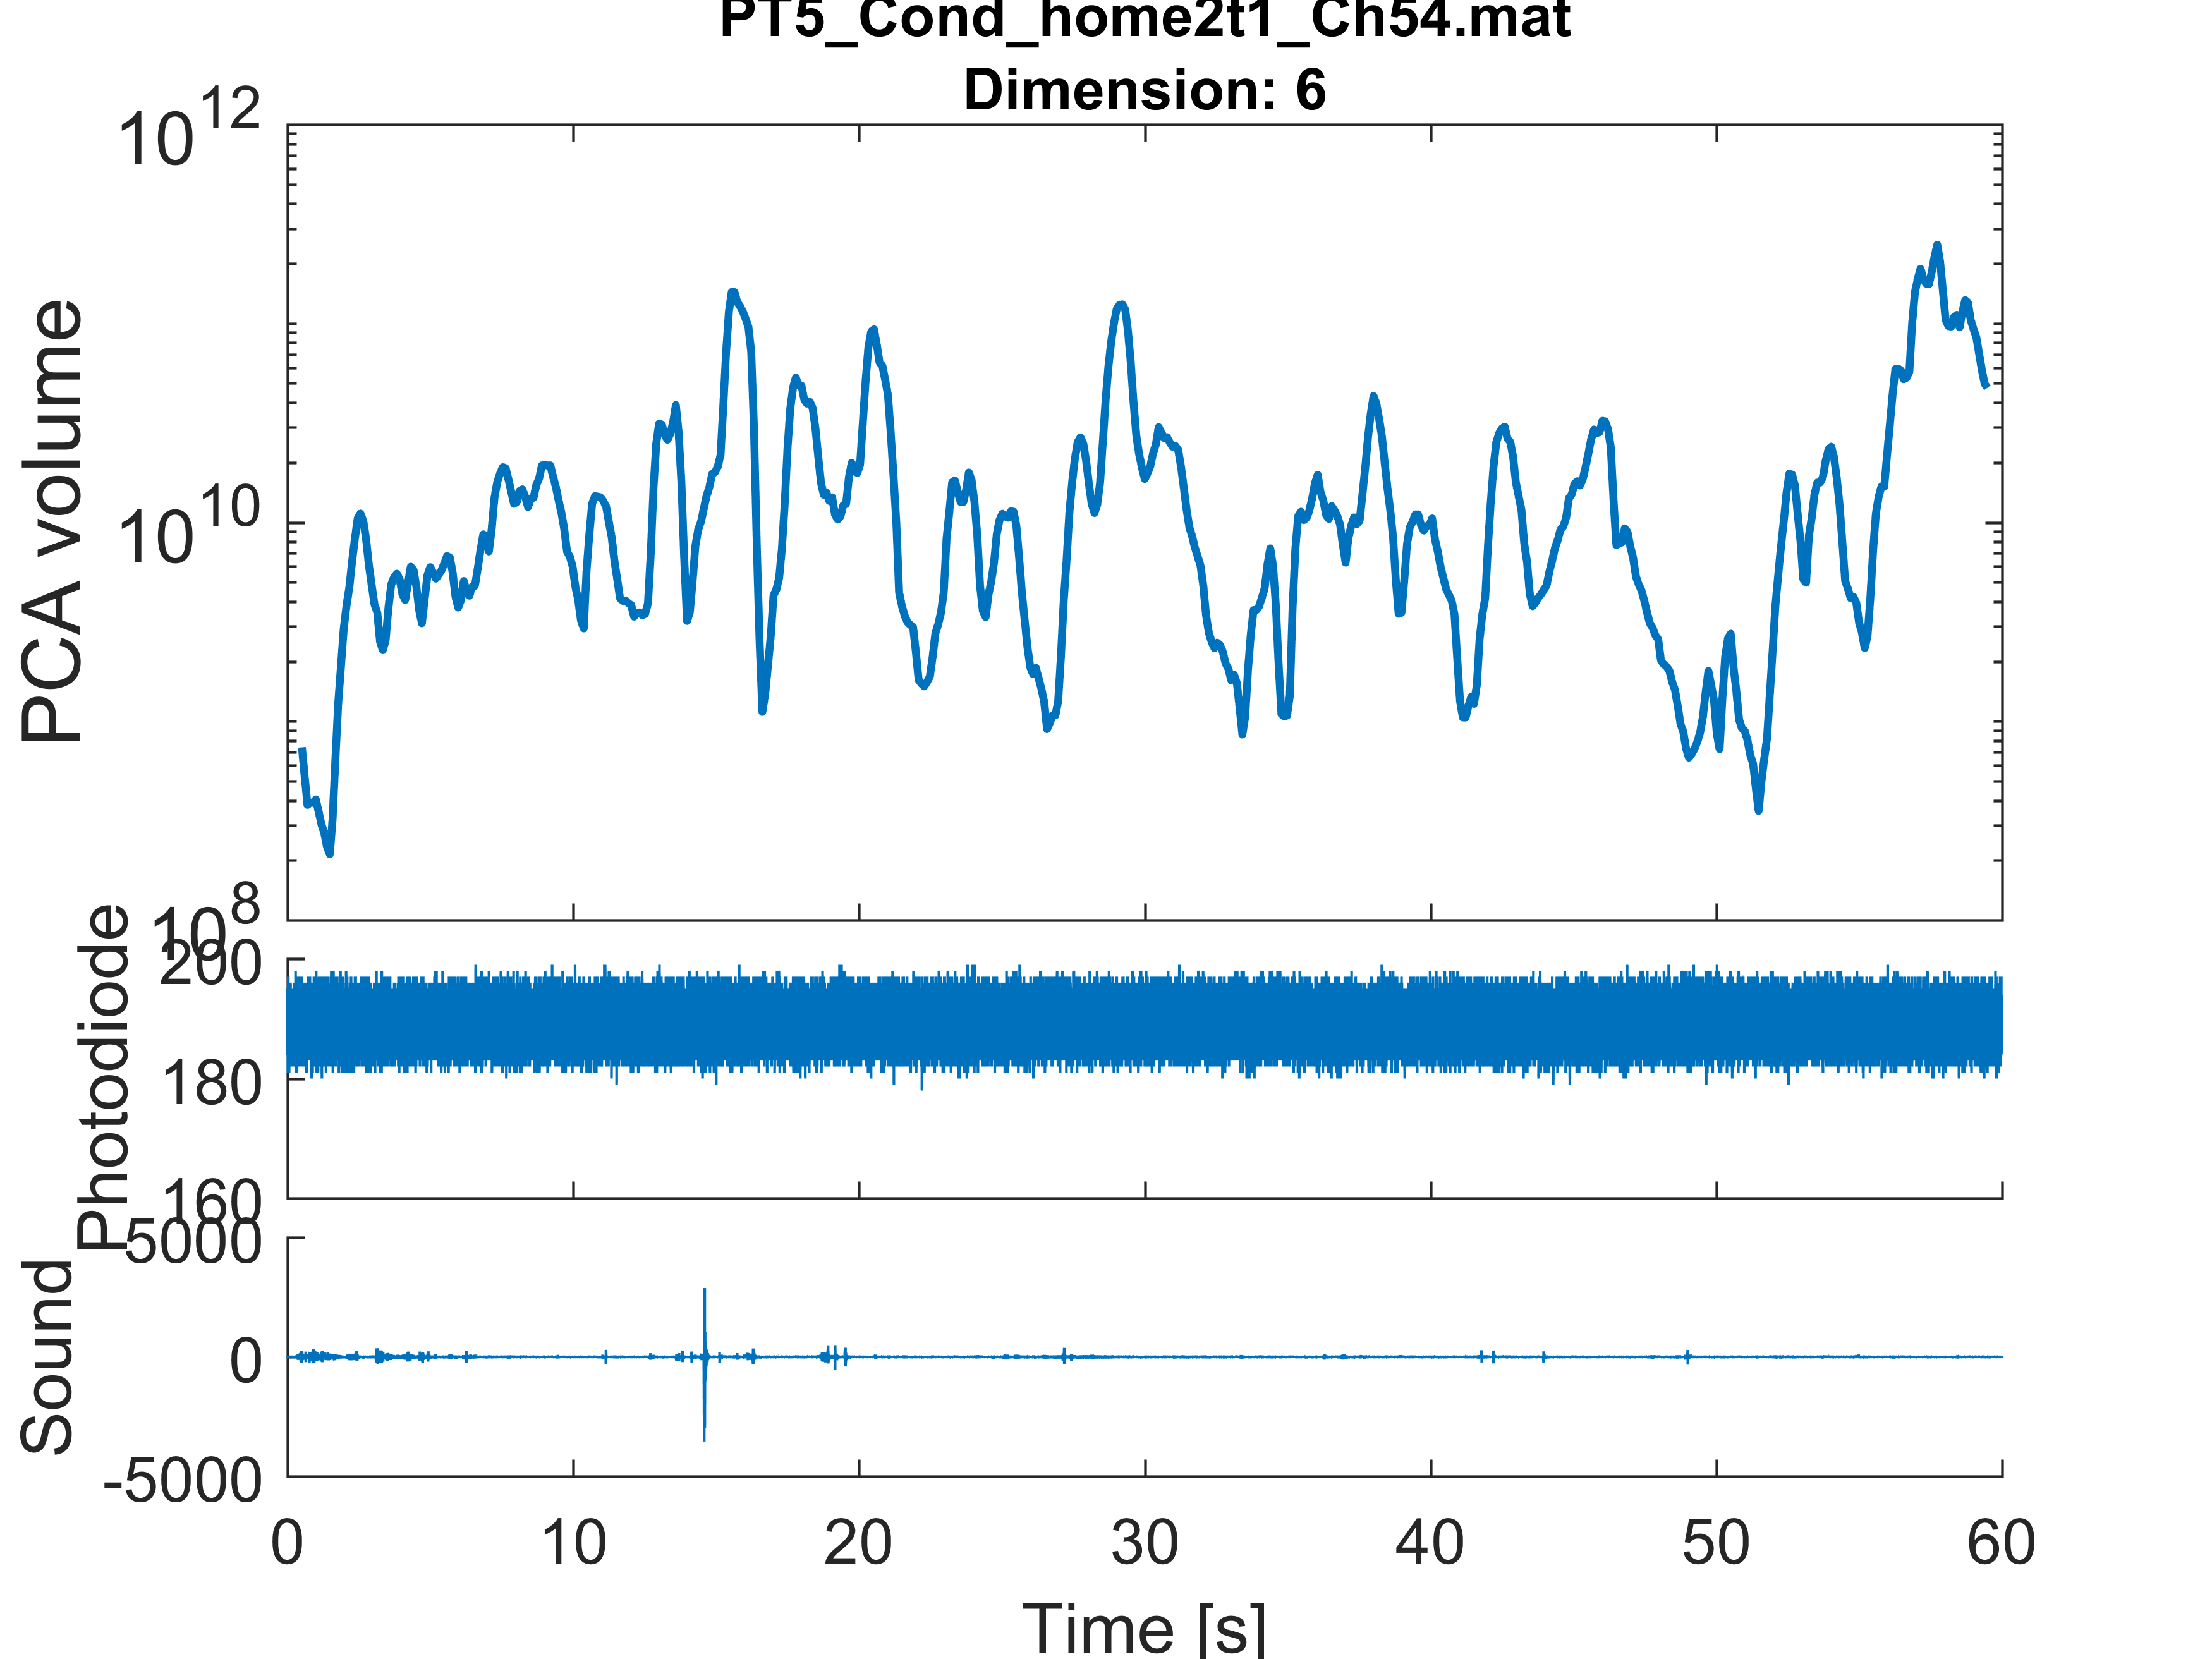 PT5_Cond_home2t1_Ch54.mat
Dimension: 6
10^12
10^10
10^8
PCA volume
200
180
160
Photodiode
5000
0
-5000
Sound
0 10 20 30 40 50 60
Time [s]